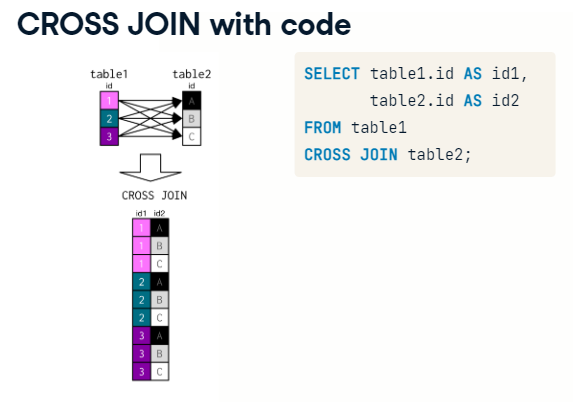 CROSS JOIN with code
table1 table2
id id
1 A
2 B
3 C
CROSS JOIN
id1 id2
1 A
1 B
1 C
2 A
2 B
2 C
3 A
3 B
3 C
SELECT table1.id AS id1,
table2.id AS id2
FROM table1
CROSS JOIN table2;